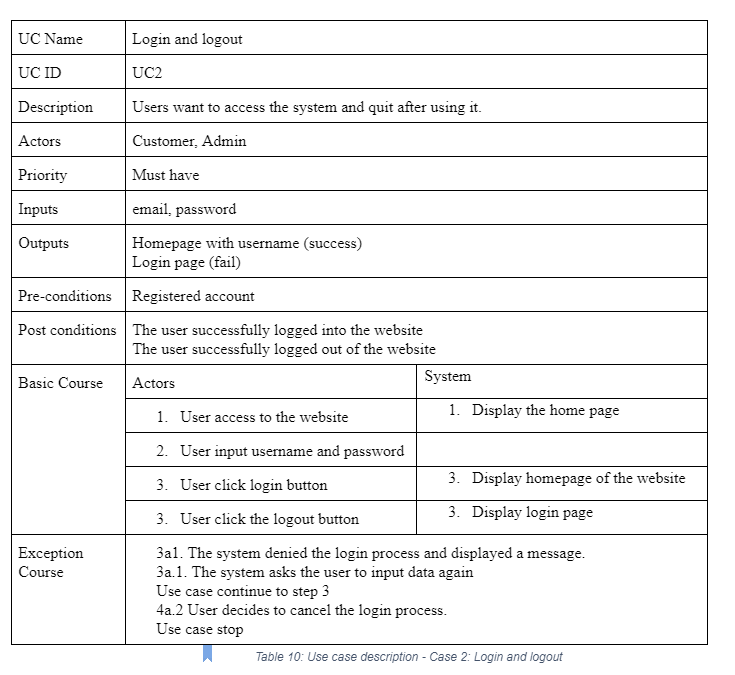 UC Name
Login and logout
UC ID
UC2
Description
Users want to access the system and quit after using it.
Actors
Customer, Admin
Priority
Must have
Inputs
email, password
Outputs
Homepage with username (success)
Login page (fail)
Pre-conditions
Registered account
Post conditions
The user successfully logged into the website
The user successfully logged out of the website
Basic Course
Actors
System
1. User access to the website
1. Display the home page
2. User input username and password
3. User click login button
3. Display homepage of the website
3. User click the logout button
3. Display login page
Exception
Course
3a1. The system denied the login process and displayed a message.
3a.1. The system asks the user to input data again
Use case continue to step 3
4a.2 User decides to cancel the login process.
Use case stop
Table 10: Use case description - Case 2: Login and logout